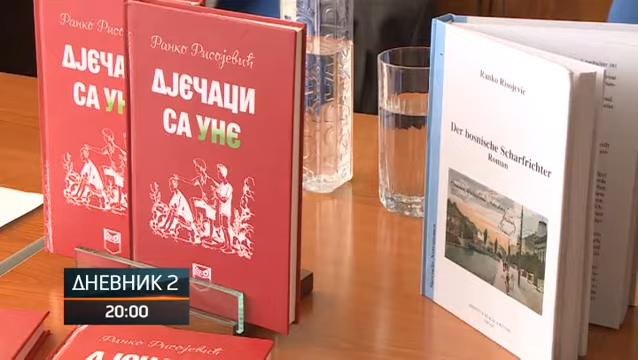 Ранко Рисојевић
ДЈЕЧАЦИ
СА УНЕ
Ранко Рисојевић
ДЈЕЧАЦИ
СА УНЕ
Ranko Risojevic
Der bosnische Scharfrichter
Roman
ДНЕВНИК 2
20:00
Ранко Рисојевић